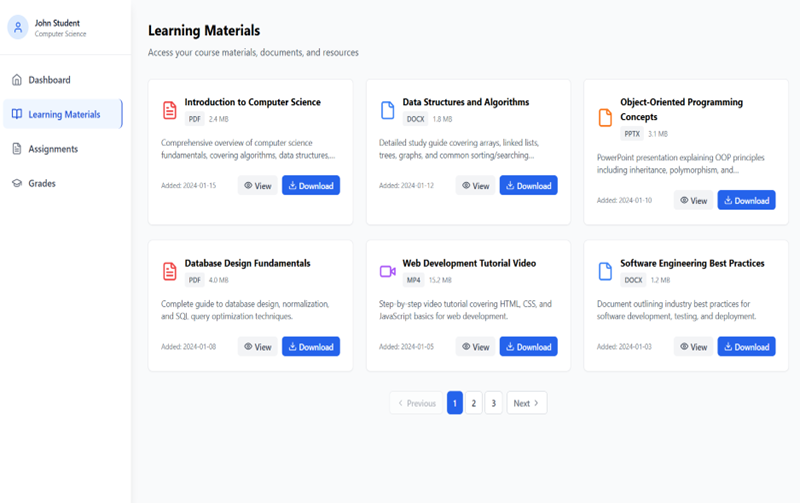 John Student
Computer Science
Dashboard
Learning Materials
Assignments
Grades
Learning Materials
Access your course materials, documents, and resources
Introduction to Computer Science
PDF 2.4 MB
Comprehensive overview of computer science
fundamentals, covering algorithms, data structures,...
Added: 2024-01-15 View Download
Data Structures and Algorithms
DOCX 1.8 MB
Detailed study guide covering arrays, linked lists,
trees, graphs, and common sorting/searching...
Added: 2024-01-12 View Download
Object-Oriented Programming
Concepts
PPTX 3.1 MB
PowerPoint presentation explaining OOP principles
including inheritance, polymorphism, and...
Added: 2024-01-10 View Download
Database Design Fundamentals
PDF 4.0 MB
Complete guide to database design, normalization,
and SQL query optimization techniques.
Added: 2024-01-08 View Download
Web Development Tutorial Video
MP4 15.2 MB
Step-by-step video tutorial covering HTML, CSS, and
JavaScript basics for web development.
Added: 2024-01-05 View Download
Software Engineering Best Practices
DOCX 1.2 MB
Document outlining industry best practices for
software development, testing, and deployment.
Added: 2024-01-03 View Download
Previous 1 2 3 Next